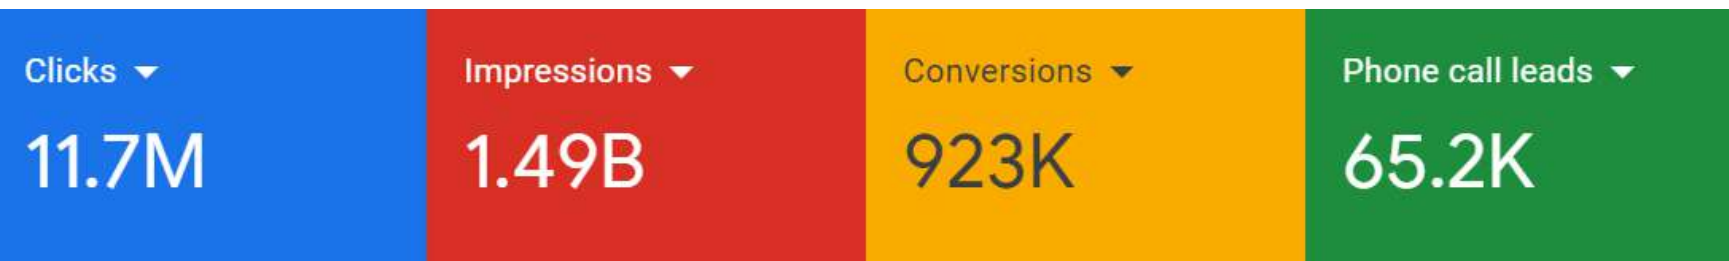 Clicks
11.7M
Impressions
1.49B
Conversions
923K
Phone call leads
65.2K